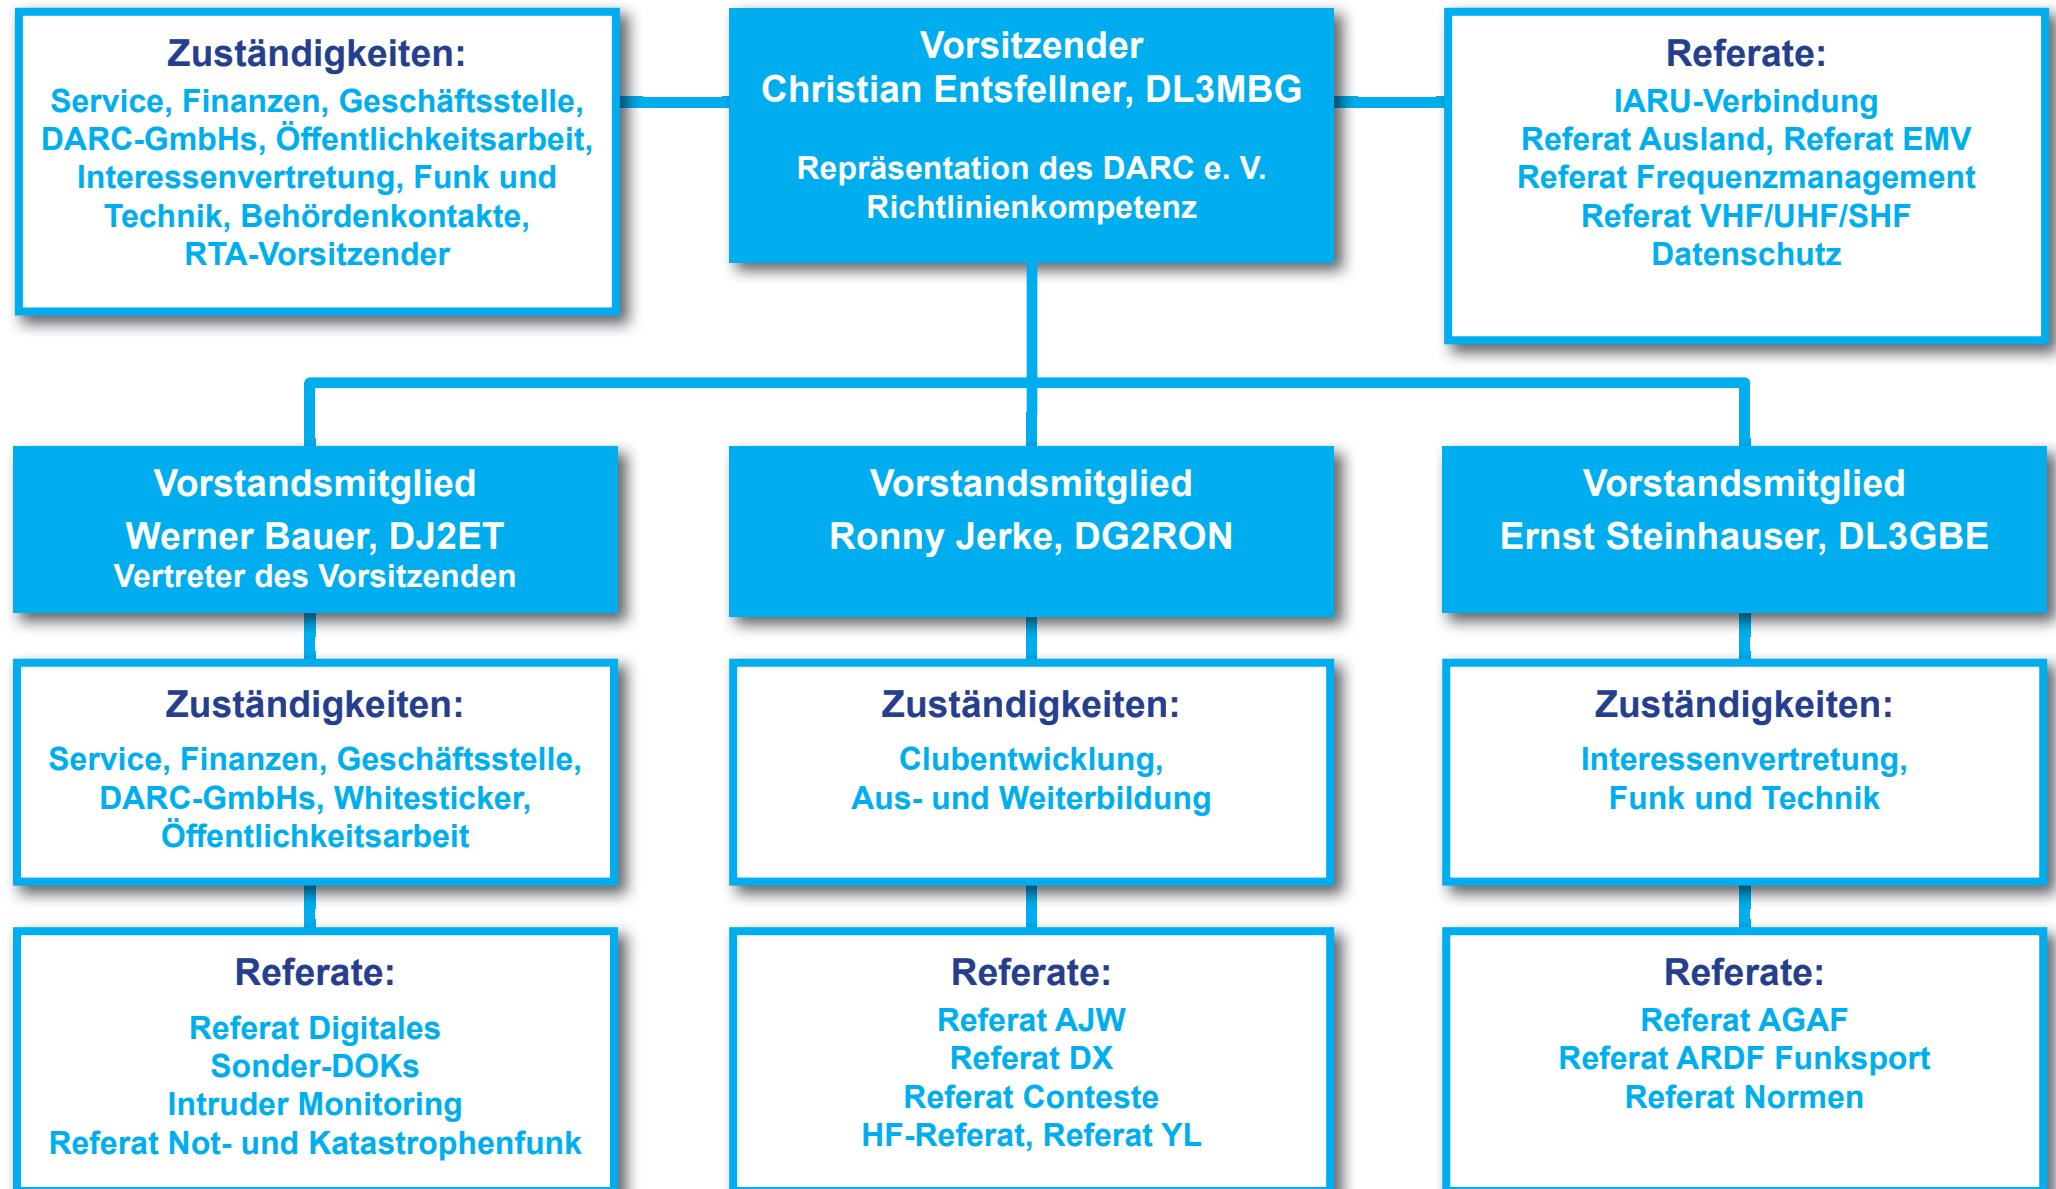 Zuständigkeiten:
Service, Finanzen, Geschäftsstelle,
DARC-GmbHs, Öffentlichkeitsarbeit,
Interessenvertretung, Funk und
Technik, Behördenkontakte,
RTA-Vorsitzender
Vorsitzender
Christian Entsfellner, DL3MBG
Repräsentation des DARC e. V.
Richtlinienkompetenz
Referate:
IARU-Verbindung
Referat Ausland, Referat EMV
Referat Frequenzmanagement
Referat VHF/UHF/SHF
Datenschutz
Vorstandsmitglied
Werner Bauer, DJ2ET
Vertreter des Vorsitzenden
Zuständigkeiten:
Service, Finanzen, Geschäftsstelle,
DARC-GmbHs, Whitesticker,
Öffentlichkeitsarbeit
Referate:
Referat Digitales
Sonder-DOKs
Intruder Monitoring
Referat Not- und Katastrophenfunk
Vorstandsmitglied
Ronny Jerke, DG2RON
Zuständigkeiten:
Clubentwicklung,
Aus- und Weiterbildung
Referate:
Referat AJW
Referat DX
Referat Conteste
HF-Referat, Referat YL
Vorstandsmitglied
Ernst Steinhauser, DL3GBE
Zuständigkeiten:
Interessenvertretung,
Funk und Technik
Referate:
Referat AGAF
Referat ARDF Funksport
Referat Normen